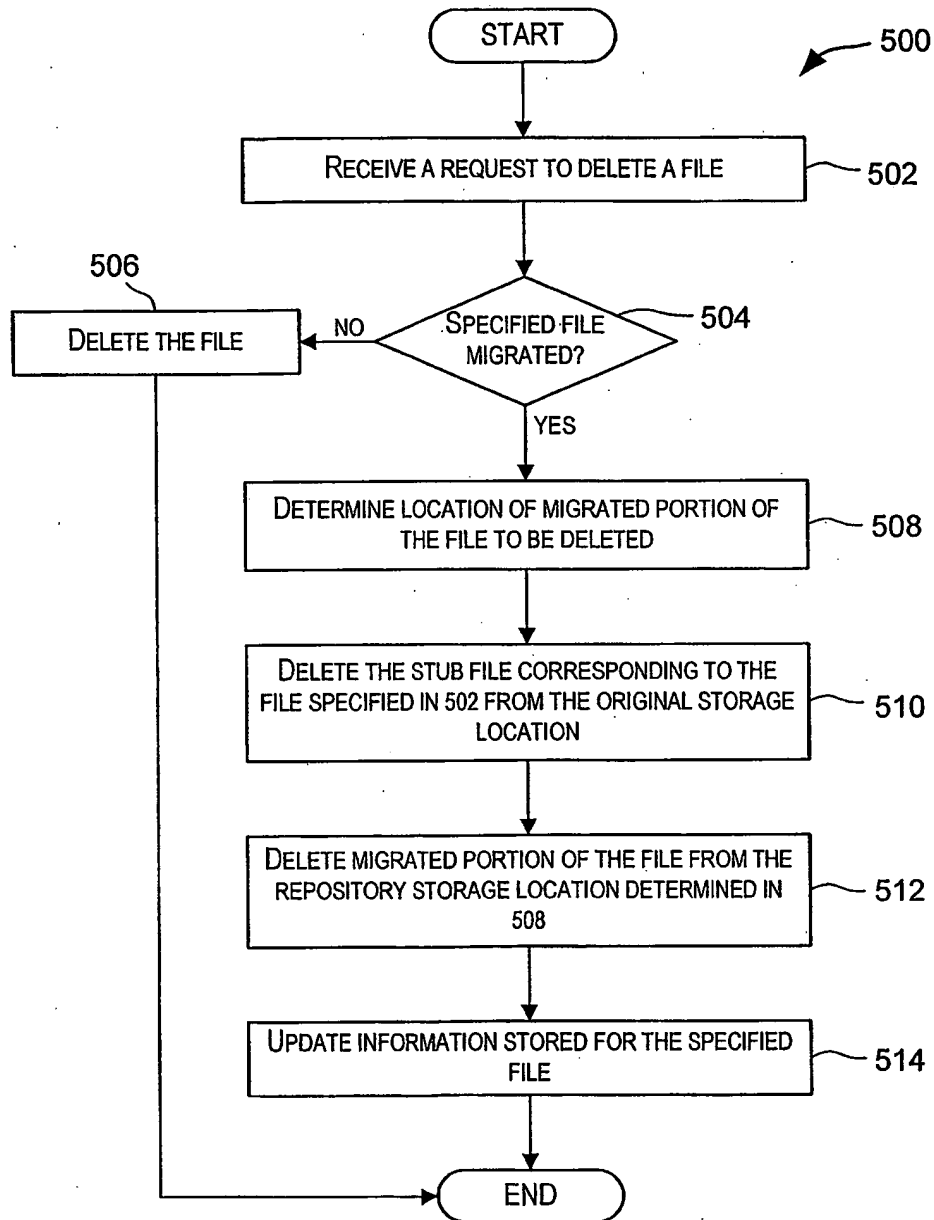 START
500
RECEIVE A REQUEST TO DELETE A FILE
502
506
DELETE THE FILE
NO
SPECIFIED FILE
MIGRATED?
504
YES
DETERMINE LOCATION OF MIGRATED PORTION OF
THE FILE TO BE DELETED
508
DELETE THE STUB FILE CORRESPONDING TO THE
FILE SPECIFIED IN 502 FROM THE ORIGINAL STORAGE
LOCATION
510
DELETE MIGRATED PORTION OF THE FILE FROM THE
REPOSITORY STORAGE LOCATION DETERMINED IN
508
512
UPDATE INFORMATION STORED FOR THE SPECIFIED
FILE
514
END